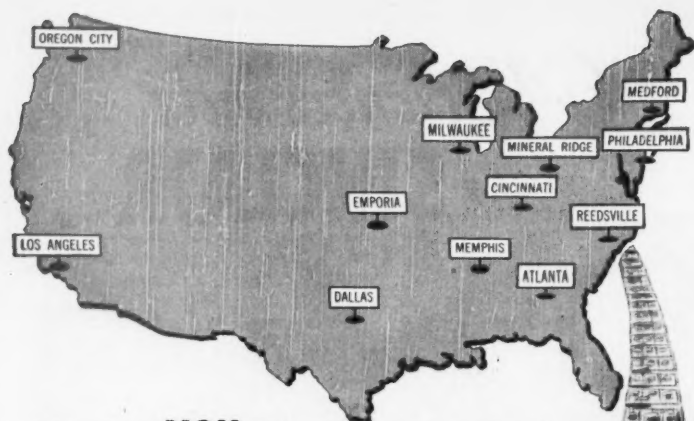 OREGON CITY
MEDFORD
MILWAUKEE
PHILADELPHIA
MINERAL RIDGE
CINCINNATI
EMPORIA
REEDSVILLE
LOS ANGELES
MEMPHIS
ATLANTA
DALLAS